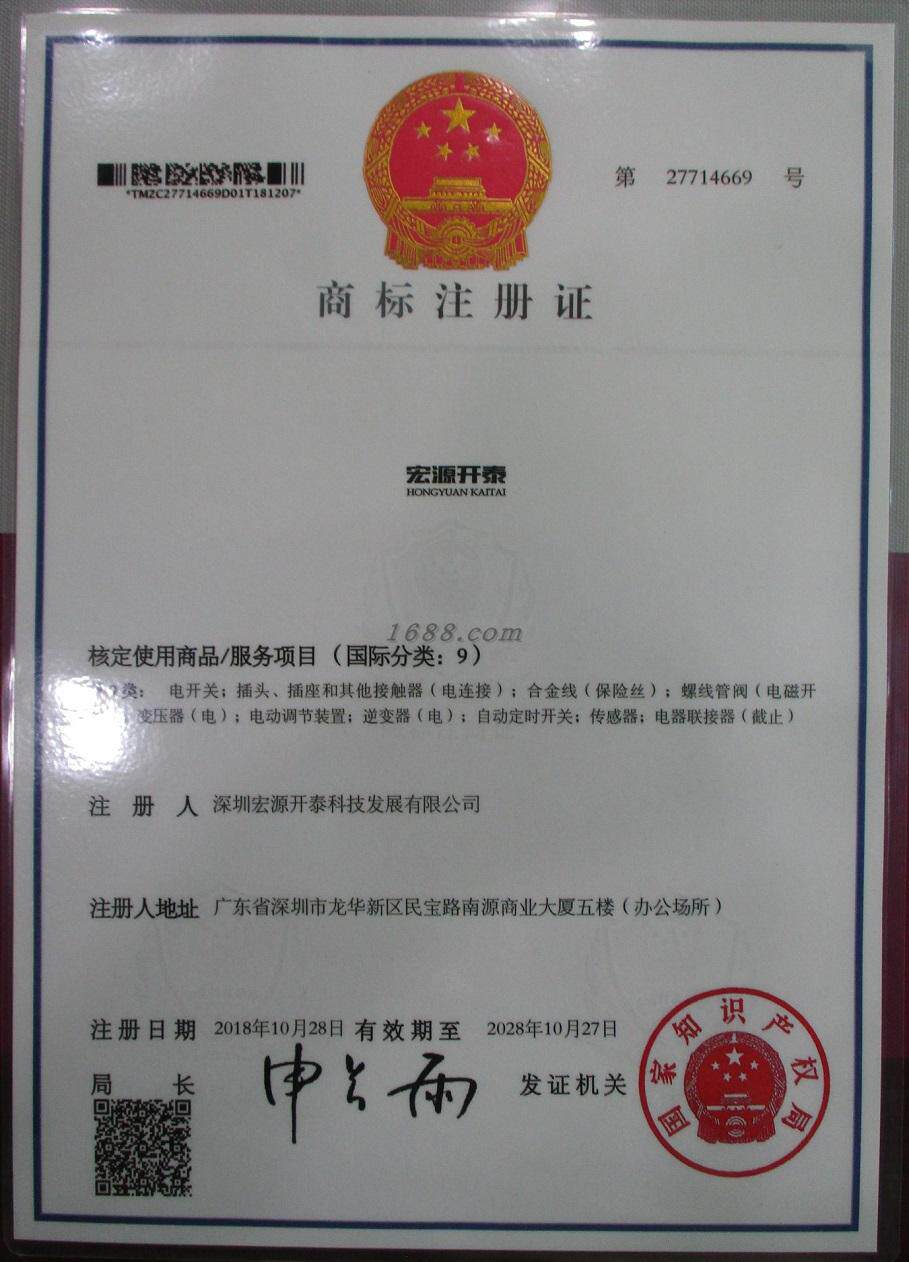 第 27714669 号
*TMZC27714669D01T181207*
商标注册证
宏源开泰
HONGYUAN KAITAI
1688.com
核定使用商品/服务项目（国际分类：9）
类： 电开关；插头、插座和其他接触器（电连接）；合金线（保险丝）；螺线管阀（电磁开
变压器（电）；电动调节装置；逆变器（电）；自动定时开关；传感器；电器联接器（截止）
注册人 深圳宏源开泰科技发展有限公司
注册人地址 广东省深圳市龙华新区民宝路南源商业大厦五楼（办公场所）
注册日期 2018年10月28日 有效期至 2028年10月27日
局长 申长雨 发证机关
国家知识产权局